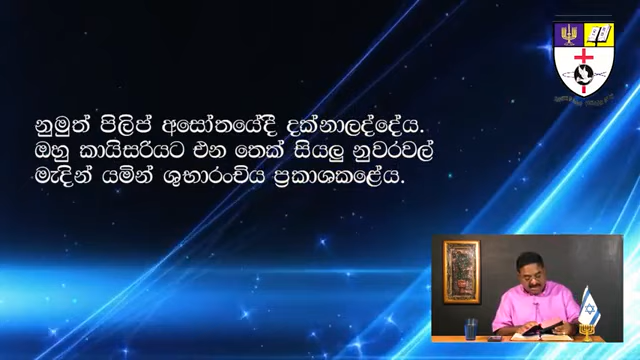 නුමුත් පිලිප් අසෝතයේදී දක්නාලද්දේය.
ඔහු කායිසරියට එන තෙක් සියලු නුවරවල්
මැදින් යමින් ශුභාරංචිය ප්‍රකාශකළේය.